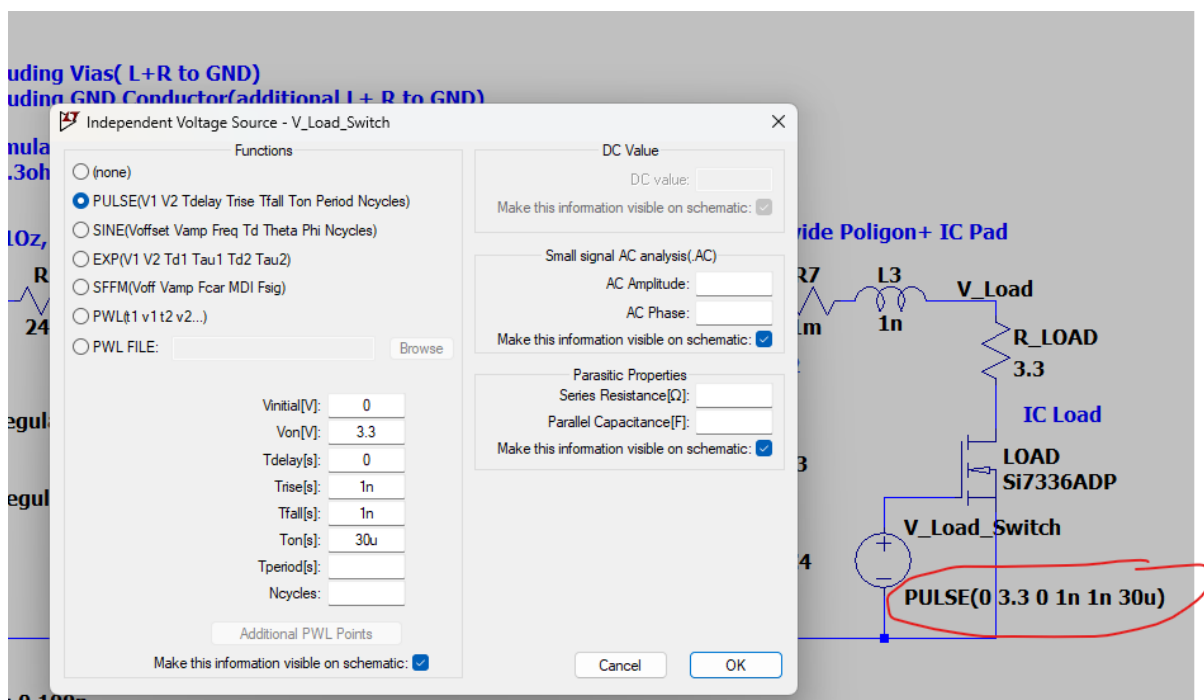 uding Vias( L+R to GND)
uding GND Conductor(additional L+ R to GND)
Independent Voltage Source - V_Load_Switch
mula
.3oh
1Oz,
R
24
egul
egul
Functions
(none)
PULSE(V1 V2 Tdelay Trise Tfall Ton Period Ncycles)
SINE(Voffset Vamp Freq Td Theta Phi Ncycles)
EXP(V1 V2 Td1 Tau1 Td2 Tau2)
SFFM(Voff Vamp Fcar MDI Fsig)
PWL(t1 v1 t2 v2...)
PWL FILE:
Browse
Vinitial[V]: 0
Von[V]: 3.3
Tdelay[s]: 0
Trise[s]: 1n
Tfall[s]: 1n
Ton[s]: 30u
Tperiod[s]:
Ncycles:
Additional PWL Points
Make this information visible on schematic:
DC Value
DC value:
Make this information visible on schematic:
Small signal AC analysis(.AC)
AC Amplitude:
AC Phase:
Make this information visible on schematic:
Parasitic Properties
Series Resistance[Ω]:
Parallel Capacitance[F]:
Make this information visible on schematic:
Cancel
OK
ide Poligon+ IC Pad
R7
L3
V_Load
1n
R_LOAD
3.3
IC Load
LOAD
Si7336ADP
V_Load_Switch
PULSE(0 3.3 0 1n 1n 30u)